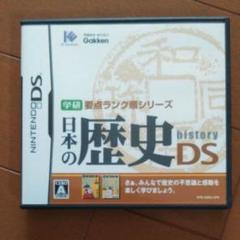 Gakken
学研 要点ランク順シリーズ
日本の歴史DS
history
NINTENDO DS
さぁ、みんなで歴史の不思議と感動を
楽しく学びましょう。
A